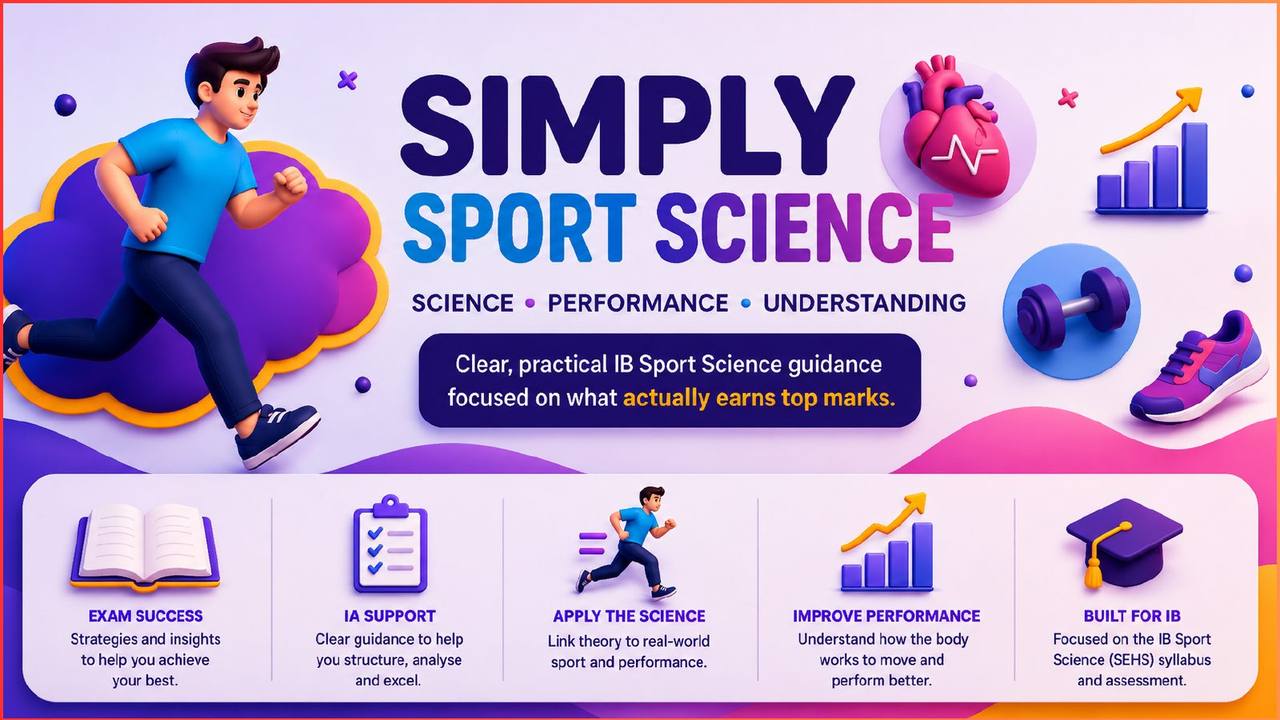 SIMPLY
SPORT SCIENCE
SCIENCE • PERFORMANCE • UNDERSTANDING
Clear, practical IB Sport Science guidance
focused on what actually earns top marks.
EXAM SUCCESS
Strategies and insights
to help you achieve
your best.
IA SUPPORT
Clear guidance to help
you structure, analyse
and excel.
APPLY THE SCIENCE
Link theory to real-world
sport and performance.
IMPROVE PERFORMANCE
Understand how the body
works to move and
perform better.
BUILT FOR IB
Focused on the IB Sport
Science (SEHS) syllabus
and assessment.